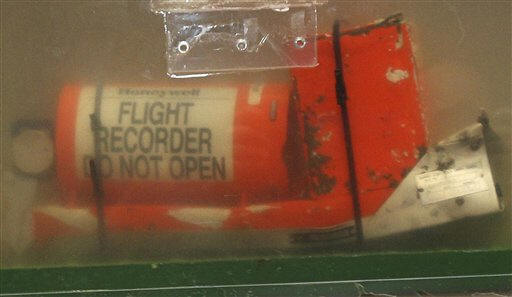 Honeywell
FLIGHT
RECORDER
DO NOT OPEN